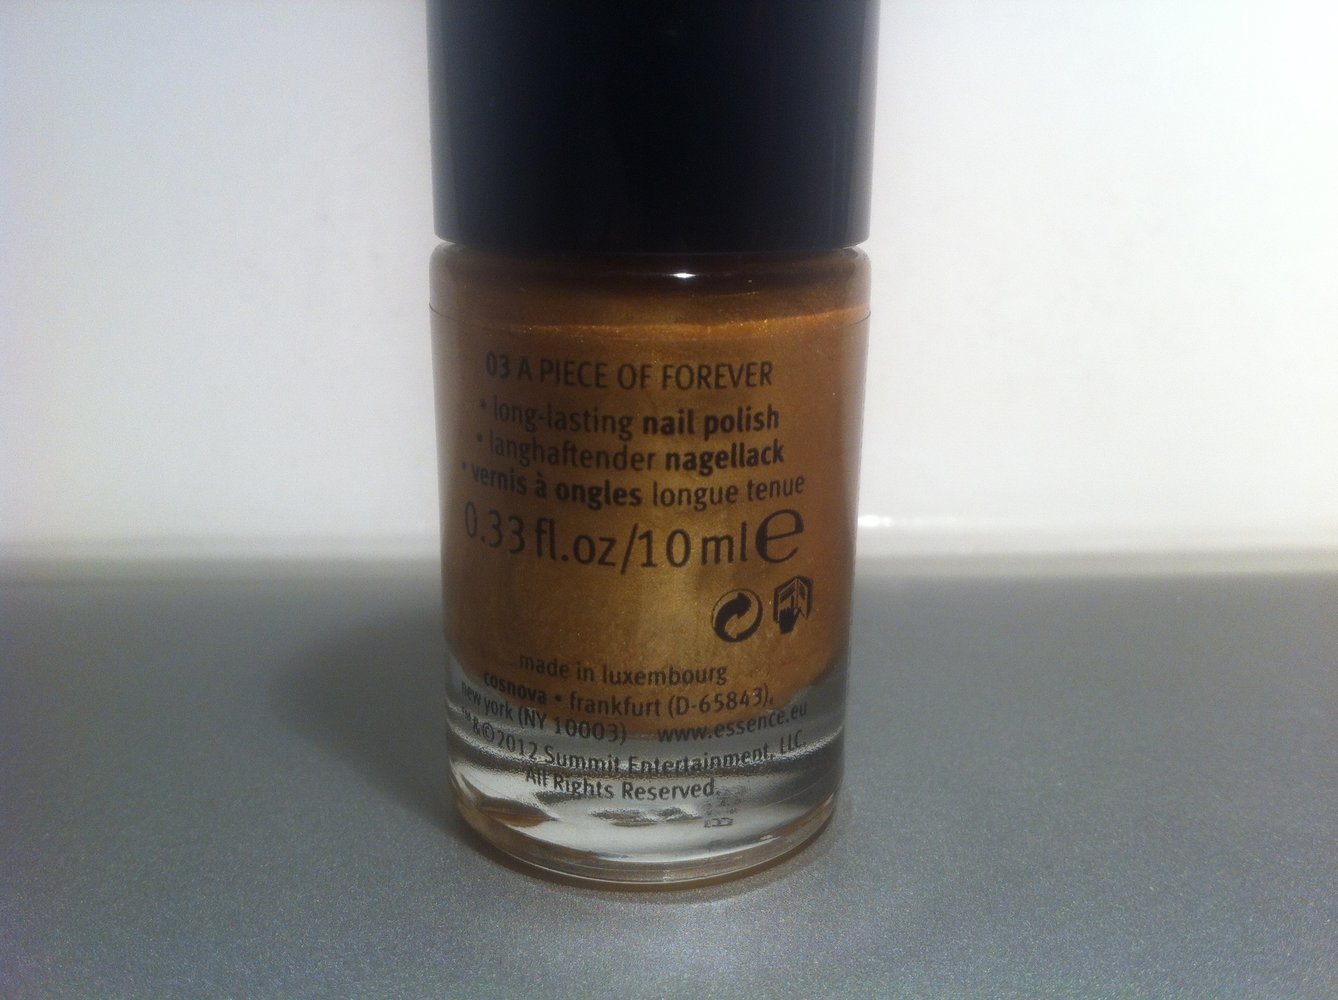 03 A PIECE OF FOREVER
• long-lasting nail polish
• langhaftender nagellack
• vernis à ongles longue tenue
0.33 fl.oz/10 ml e
made in luxembourg
cosnova • frankfurt (D-65843),
new york (NY 10003) www.essence.eu
™ & © 2012 Summit Entertainment, LLC.
All Rights Reserved.